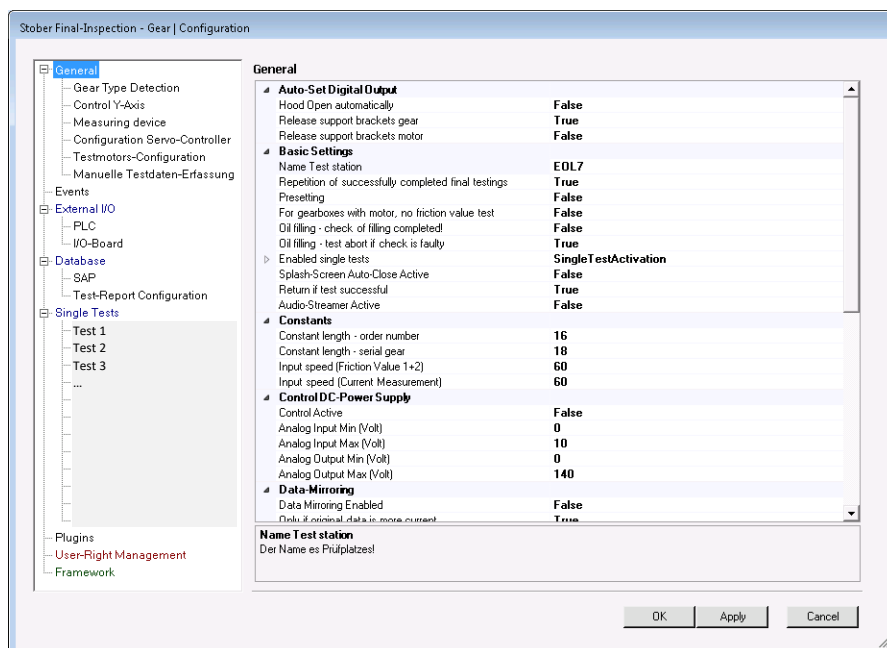 Stober Final-Inspection - Gear | Configuration
General
Gear Type Detection
Control Y-Axis
Measuring device
Configuration Servo-Controller
Testmotors-Configuration
Manuelle Testdaten-Erfassung
Events
External I/O
PLC
I/O-Board
Database
SAP
Test-Report Configuration
Single Tests
Test 1
Test 2
Test 3
...
Plugins
User-Right Management
Framework
General
Auto-Set Digital Output
Hood Open automatically False
Release support brackets gear True
Release support brackets motor False
Basic Settings
Name Test station EOL7
Repetition of successfully completed final testings True
Presetting False
For gearboxes with motor, no friction value test False
Oil filling - check of filling completed! False
Oil filling - test abort if check is faulty True
Enabled single tests SingleTestActivation
Splash-Screen Auto-Close Active False
Return if test successful True
Audio-Streamer Active False
Constants
Constant length - order number 16
Constant length - serial gear 18
Input speed (Friction Value 1+2) 60
Input speed (Current Measurement) 60
Control DC-Power Supply
Control Active False
Analog Input Min (Volt) 0
Analog Input Max (Volt) 10
Analog Output Min (Volt) 0
Analog Output Max (Volt) 140
Data-Mirroring
Data Mirroring Enabled False
Only if original data is more current True
Name Test station
Der Name es Prüfplatzes!
OK Apply Cancel